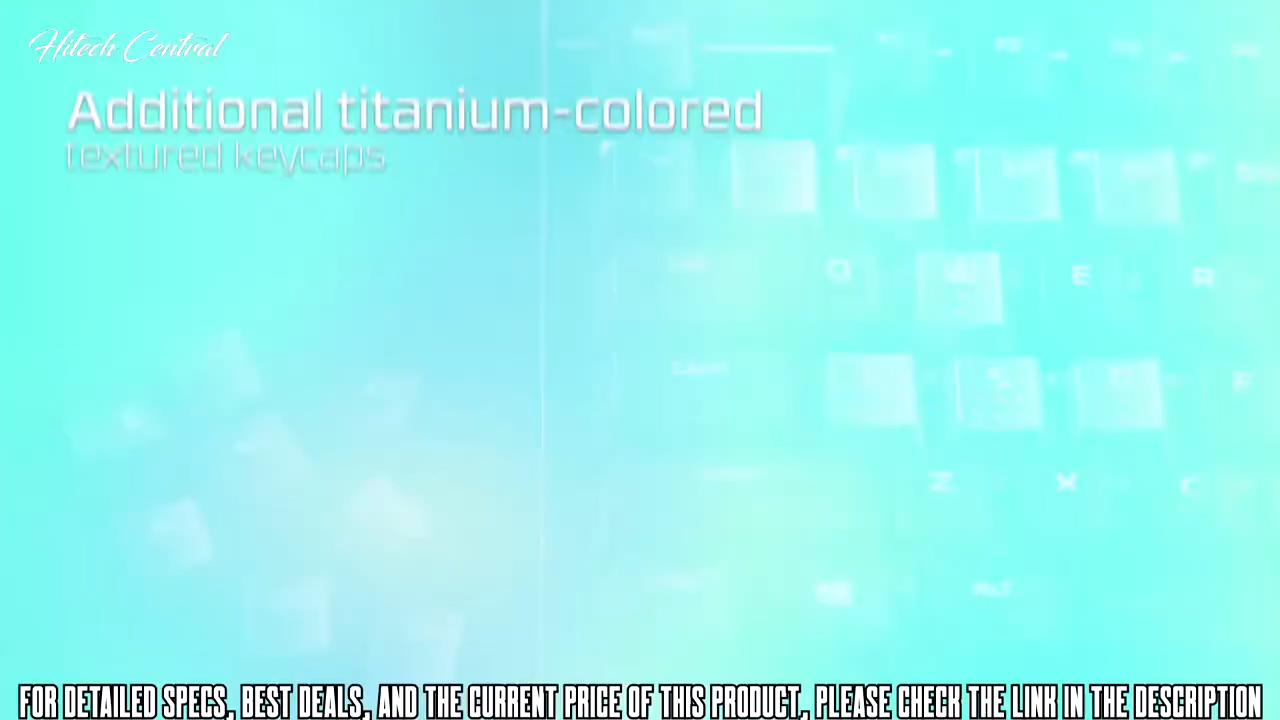 Hitech Central
Additional titanium-colored
textured keycaps
Q E R
F
Z X C
ALT
FOR DETAILED SPECS, BEST DEALS, AND THE CURRENT PRICE OF THIS PRODUCT, PLEASE CHECK THE LINK IN THE DESCRIPTION